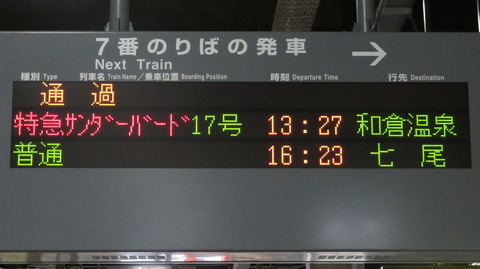 7番のりばの発車
Next Train →
種別 Type 列車名 Train Name／乗車位置 Boarding Position 時刻 Departure Time 行先 Destination
通過
特急サンダーバード17号 13:27 和倉温泉
普通 16:23 七尾